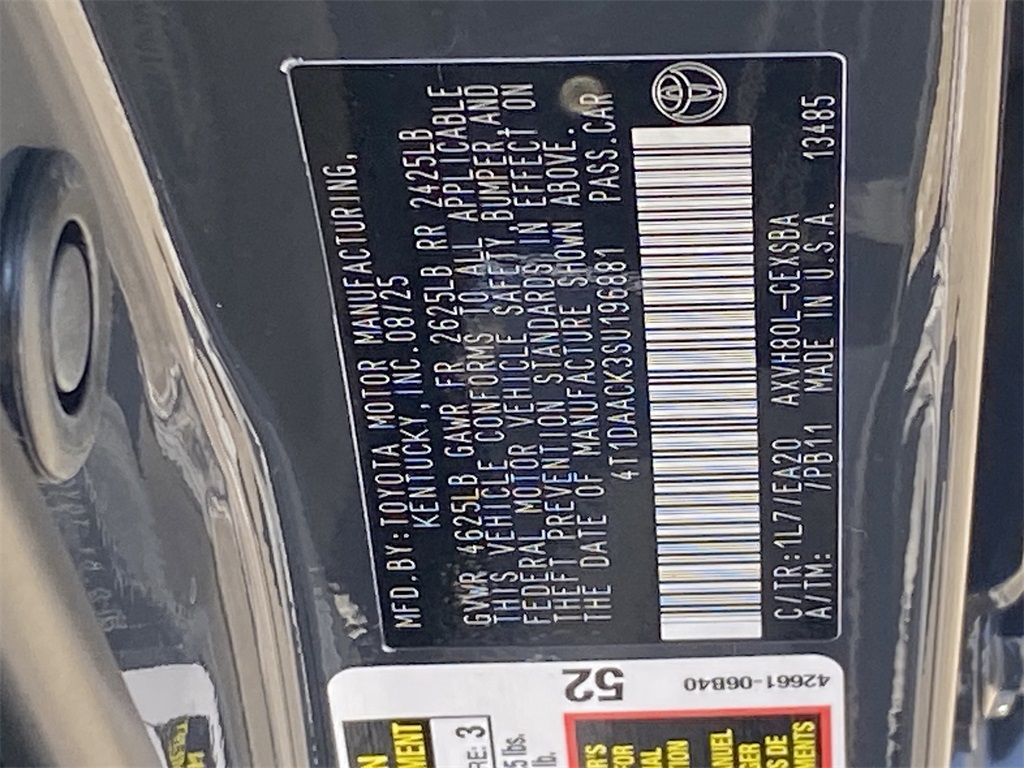 MFD.BY:TOYOTA MOTOR MANUFACTURING,
KENTUCKY, INC.08/25
GVWR 4625LB GAWR FR 2625LB RR 2425LB
THIS VEHICLE CONFORMS TO ALL APPLICABLE
FEDERAL MOTOR VEHICLE SAFETY,BUMPER,AND
THEFT PREVENTION STANDARDS IN EFFECT ON
THE DATE OF MANUFACTURE SHOWN ABOVE.
4T1DAACK3SU196881 PASS.CAR
C/TR:1L7/EA20 AXVH80L-CEXSBA
A/TM: /PB11 MADE IN U.S.A. 13485
52
42661-06B40